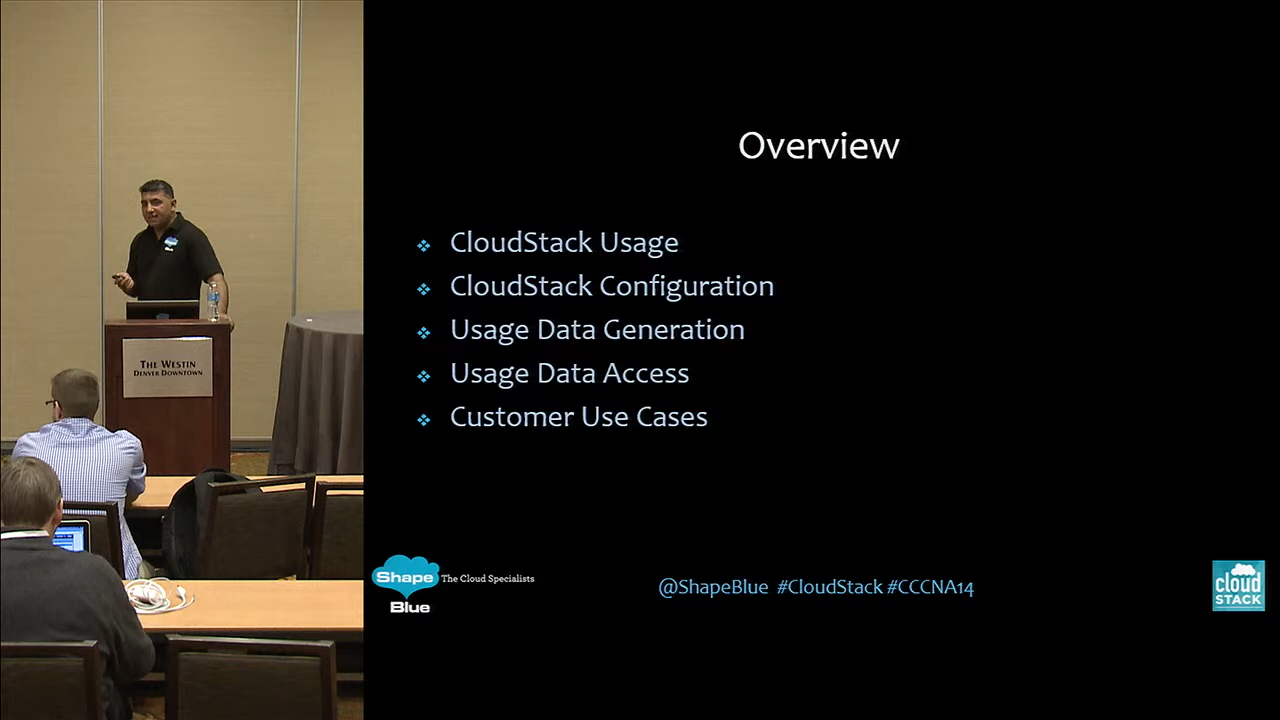 Overview
CloudStack Usage
CloudStack Configuration
Usage Data Generation
Usage Data Access
Customer Use Cases
THE WESTIN
DENVER DOWNTOWN
Shape
Blue
The Cloud Specialists
@ShapeBlue #CloudStack #CCCNA14
cloud
STACK